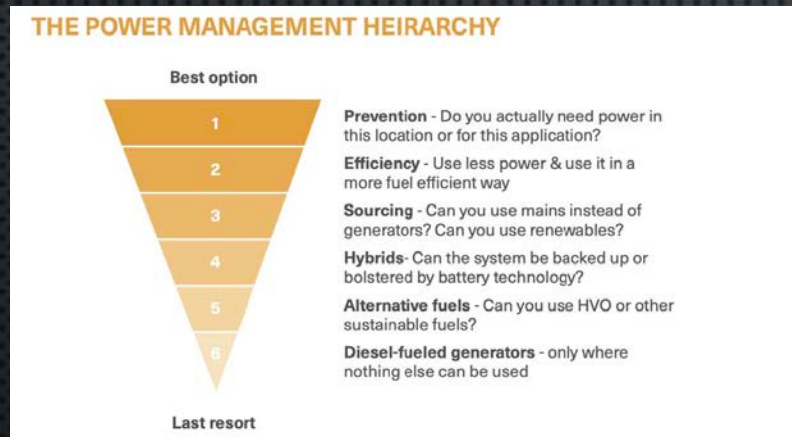 THE POWER MANAGEMENT HEIRARCHY
Best option
1
Prevention - Do you actually need power in
this location or for this application?
2
Efficiency - Use less power & use it in a
more fuel efficient way
3
Sourcing - Can you use mains instead of
generators? Can you use renewables?
4
Hybrids- Can the system be backed up or
bolstered by battery technology?
5
Alternative fuels - Can you use HVO or other
sustainable fuels?
6
Diesel-fueled generators - only where
nothing else can be used
Last resort